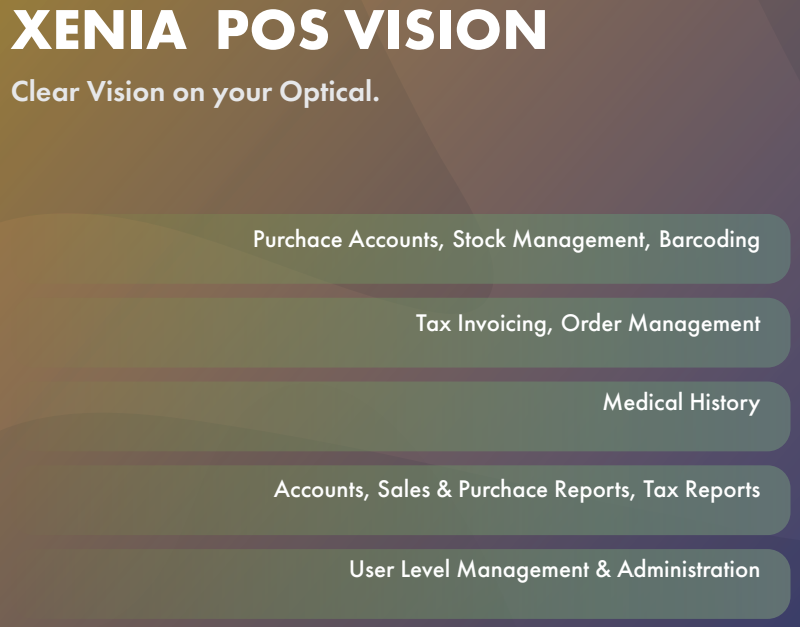 XENIA POS VISION
Clear Vision on your Optical.
Purchace Accounts, Stock Management, Barcoding
Tax Invoicing, Order Management
Medical History
Accounts, Sales & Purchace Reports, Tax Reports
User Level Management & Administration